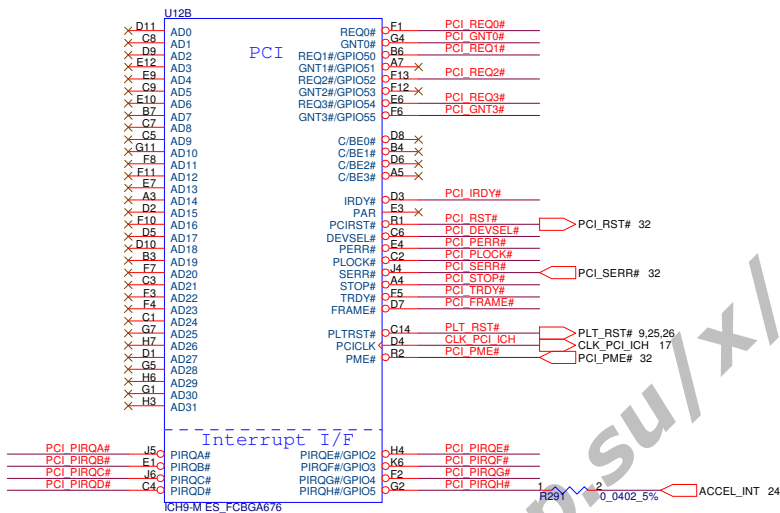 U12B
PCI
D11 AD0 REQ0# F1 PCI_REQ0#
C8 AD1 GNT0# G4 PCI_GNT0#
D9 AD2 REQ1#/GPIO50 B6 PCI_REQ1#
E12 AD3 GNT1#/GPIO51 A7
E9 AD4 REQ2#/GPIO52 F13 PCI_REQ2#
C9 AD5 GNT2#/GPIO53 F12
E10 AD6 REQ3#/GPIO54 E6 PCI_REQ3#
B7 AD7 GNT3#/GPIO55 F6 PCI_GNT3#
C7 AD8
C5 AD9 C/BE0# D8
G11 AD10 C/BE1# B4
F8 AD11 C/BE2# D6
F11 AD12 C/BE3# A5
E7 AD13
A3 AD14 IRDY# D3 PCI_IRDY#
D2 AD15 PAR E3
F10 AD16 PCIRST# R1 PCI_RST# PCI_RST# 32
D5 AD17 DEVSEL# C6 PCI_DEVSEL#
D10 AD18 PERR# E4 PCI_PERR#
B3 AD19 PLOCK# C2 PCI_PLOCK#
F7 AD20 SERR# J4 PCI_SERR# PCI_SERR# 32
C3 AD21 STOP# A4 PCI_STOP#
F3 AD22 TRDY# F5 PCI_TRDY#
F4 AD23 FRAME# D7 PCI_FRAME#
C1 AD24
G7 AD25 PLTRST# C14 PLT_RST# PLT_RST# 9,25,26
H7 AD26 PCICLK D4 CLK_PCI_ICH CLK_PCI_ICH 17
D1 AD27 PME# R2 PCI_PME# PCI_PME# 32
G5 AD28
H6 AD29
G1 AD30
H3 AD31
Interrupt I/F
PCI_PIRQA# J5 PIRQA# PIRQE#/GPIO2 H4 PCI_PIRQE#
PCI_PIRQB# E1 PIRQB# PIRQF#/GPIO3 K6 PCI_PIRQF#
PCI_PIRQC# J6 PIRQC# PIRQG#/GPIO4 F2 PCI_PIRQG#
PCI_PIRQD# C4 PIRQD# PIRQH#/GPIO5 G2 PCI_PIRQH# 1 R291 2 0_0402_5% ACCEL_INT 24
ICH9-M ES_FCBGA676
p.su/x/